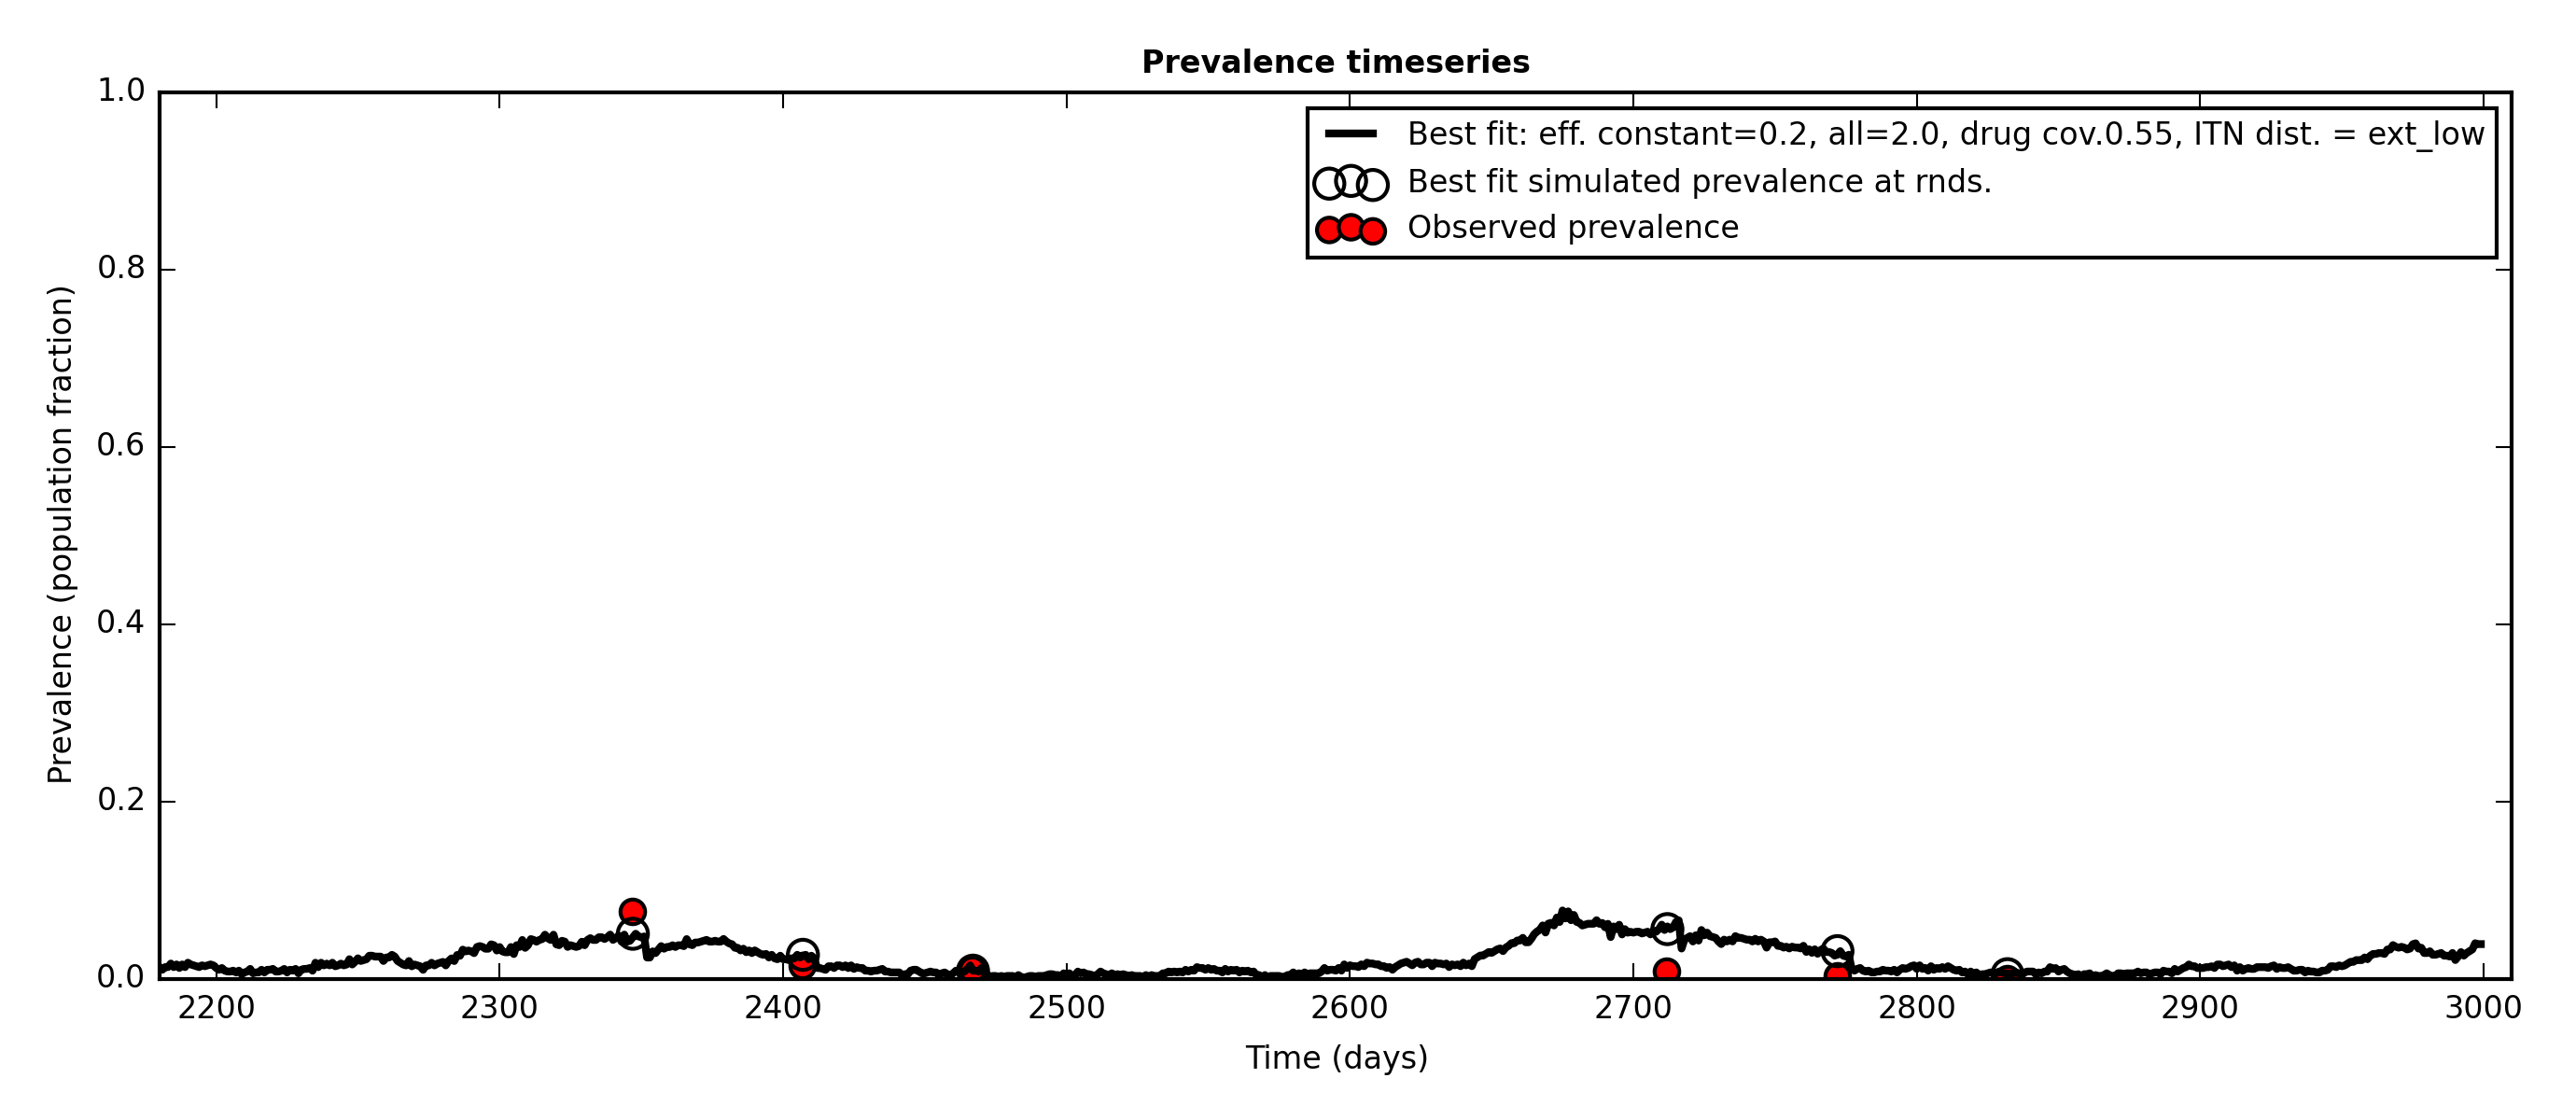 Prevalence timeseries
1.0
Best fit: eff. constant=0.2, all=2.0, drug cov.0.55, ITN dist. = ext_low
Best fit simulated prevalence at rnds.
Observed prevalence
0.8
0.6
0.4
0.2
0.0
Prevalence (population fraction)
2200 2300 2400 2500 2600 2700 2800 2900 3000
Time (days)